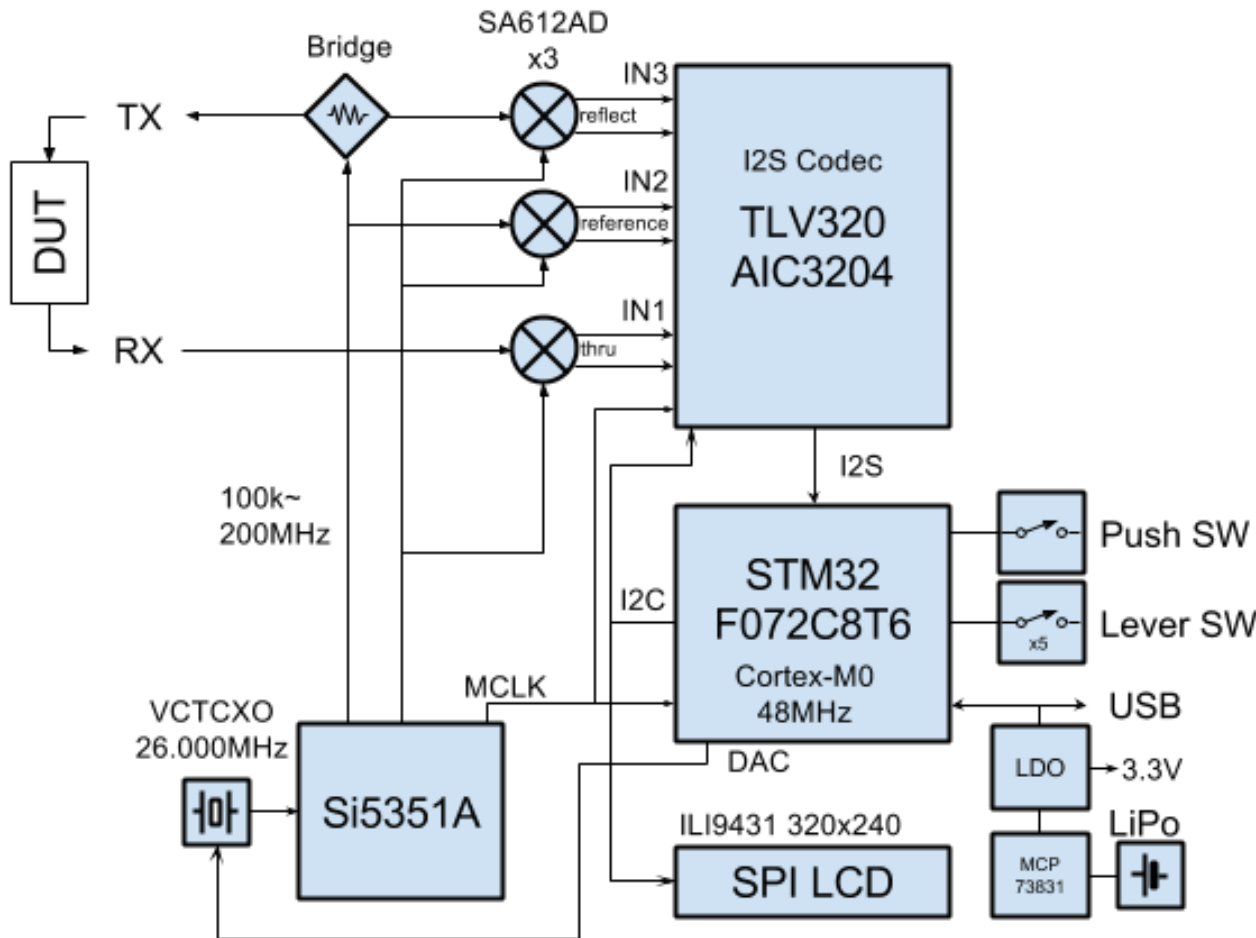 SA612AD
x3
Bridge
IN3
TX
reflect
I2S Codec
IN2
TLV320
reference
AIC3204
DUT
IN1
RX
thru
I2S
100k~
200MHz
Push SW
STM32
I2C
F072C8T6
Lever SW
x5
Cortex-M0
MCLK
48MHz
USB
VCTCXO
26.000MHz
DAC
LDO
3.3V
Si5351A
ILI9431 320x240
LiPo
SPI LCD
MCP
73831